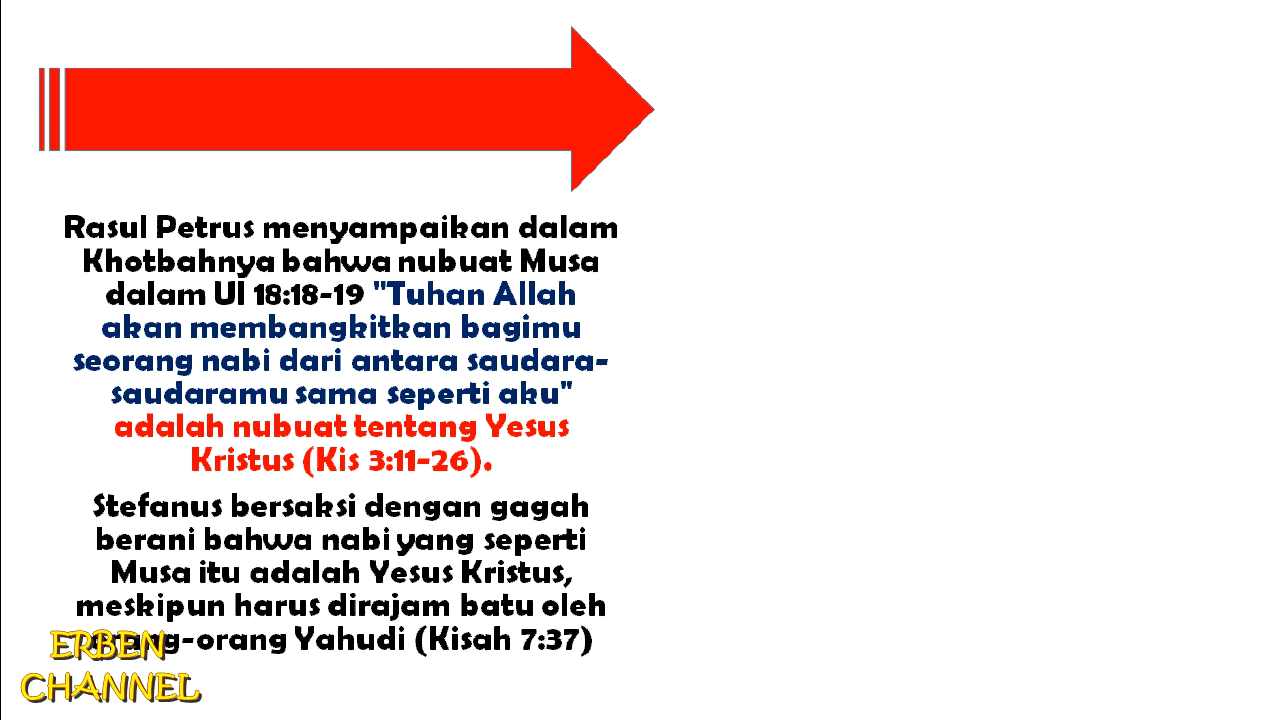 Rasul Petrus menyampaikan dalam
Khotbahnya bahwa nubuat Musa
dalam Ul 18:18-19 "Tuhan Allah
akan membangkitkan bagimu
seorang nabi dari antara saudara-
saudaramu sama seperti aku"
adalah nubuat tentang Yesus
Kristus (Kis 3:11-26).
Stefanus bersaksi dengan gagah
berani bahwa nabi yang seperti
Musa itu adalah Yesus Kristus,
meskipun harus dirajam batu oleh
orang-orang Yahudi (Kisah 7:37)
ERBEN
CHANNEL